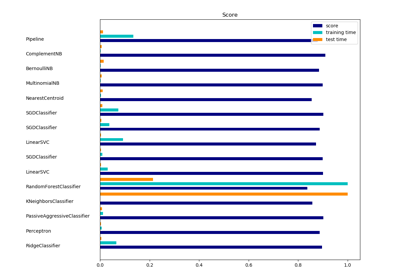 Score
score
training time
test time
Pipeline
ComplementNB
BernoulliNB
MultinomialNB
NearestCentroid
SGDClassifier
SGDClassifier
LinearSVC
SGDClassifier
LinearSVC
RandomForestClassifier
KNeighborsClassifier
PassiveAggressiveClassifier
Perceptron
RidgeClassifier
0.0 0.2 0.4 0.6 0.8 1.0